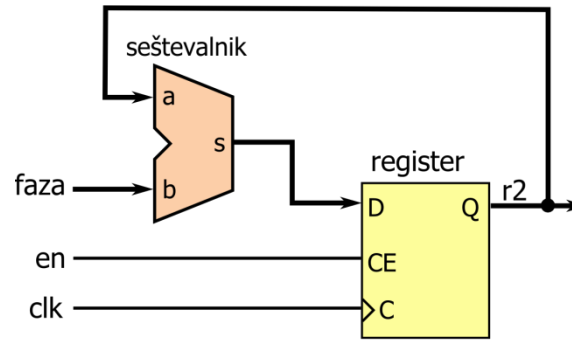 seštevalnik
a
s
b
faza
register
D
Q
r2
en
CE
clk
C